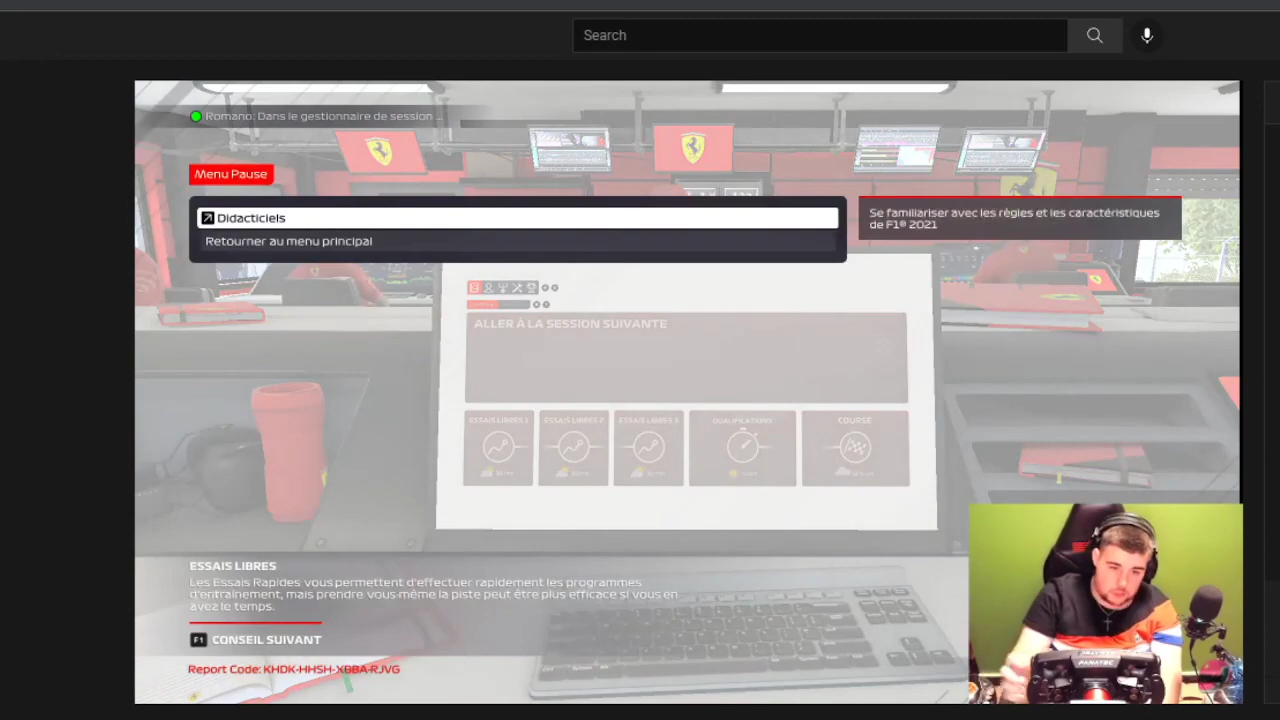 Search
Romano: Dans le gestionnaire de session ...
Menu Pause
Didacticiels
Retourner au menu principal
Se familiariser avec les règles et les caractéristiques
de F1® 2021
ALLER À LA SESSION SUIVANTE
ESSAIS LIBRES 1
ESSAIS LIBRES 2
ESSAIS LIBRES 3
QUALIFICATIONS
COURSE
ESSAIS LIBRES
Les Essais Rapides vous permettent d'effectuer rapidement les programmes
d'entraînement, mais prendre vous-même la piste peut être plus efficace si vous en
avez le temps.
F1 CONSEIL SUIVANT
Report Code: KHDK-HHSH-XBBA-RJVG
FANATEC